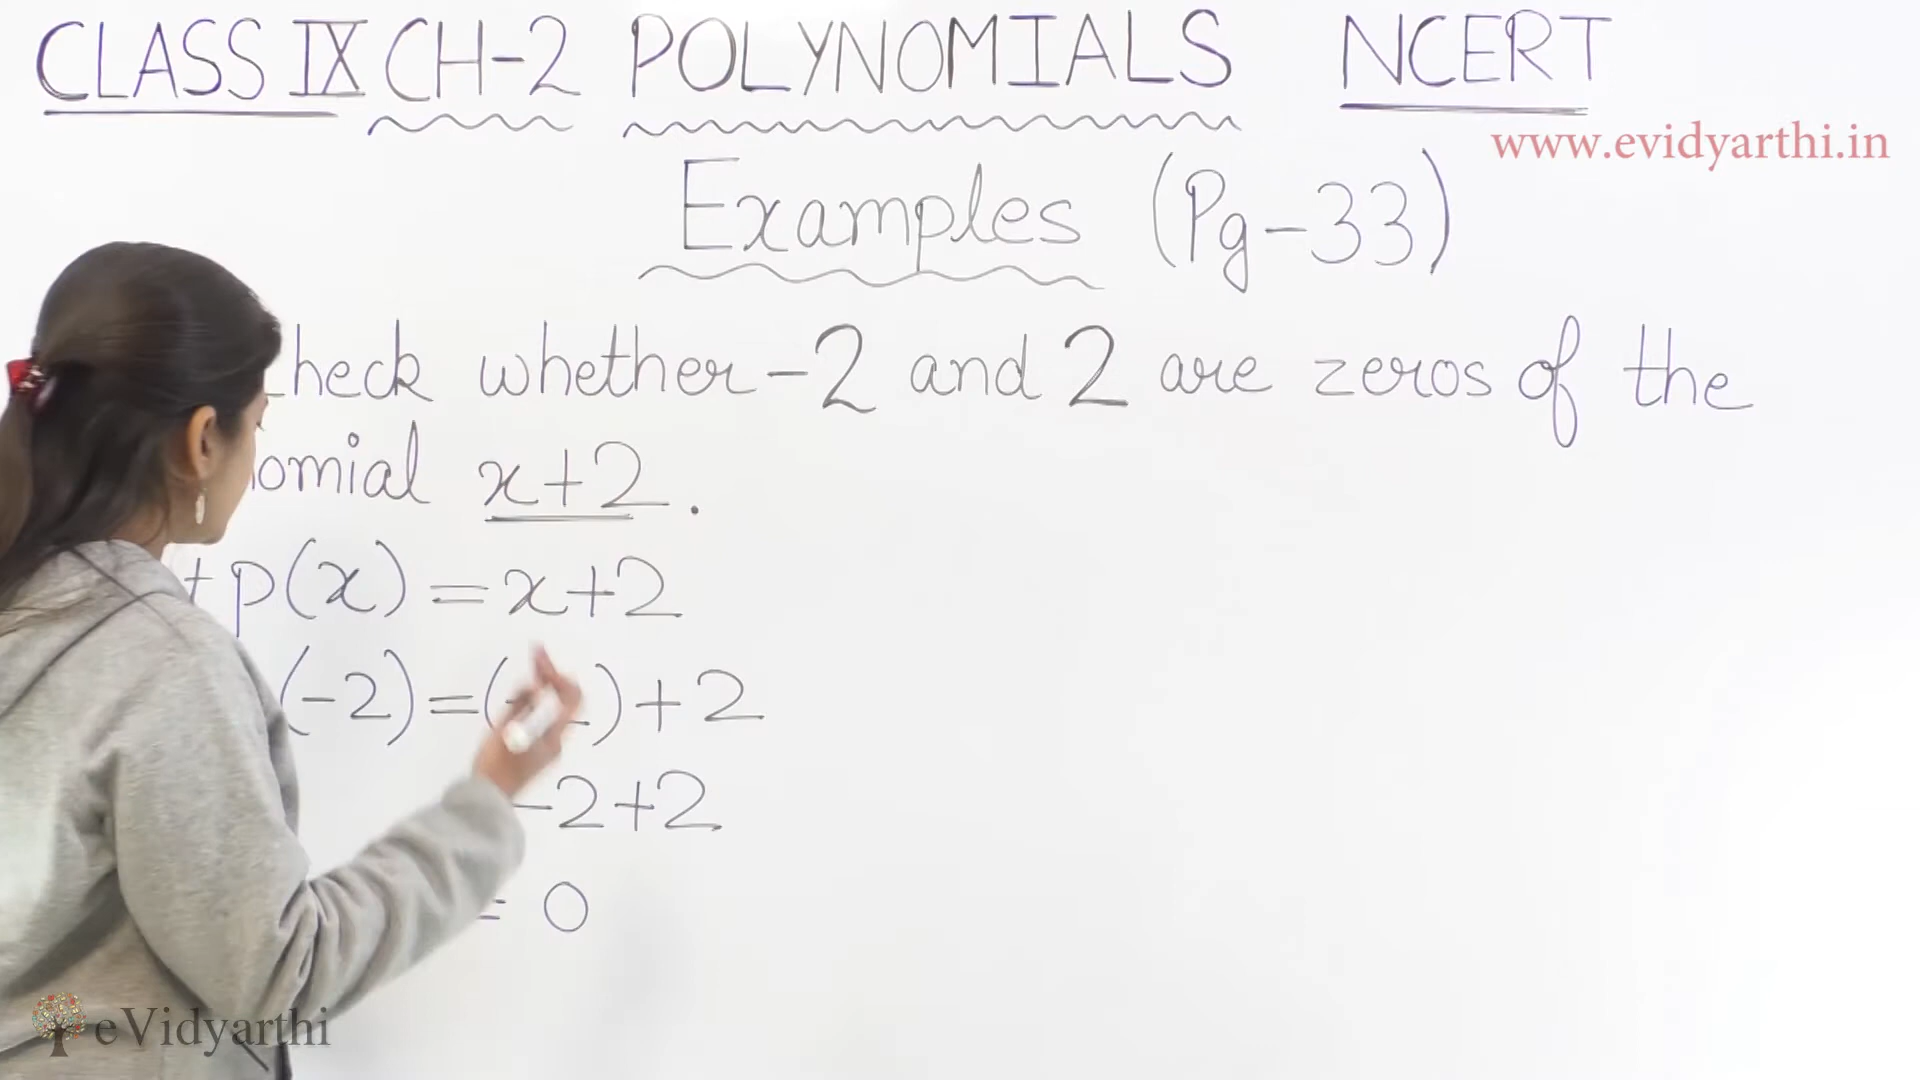 CLASS IX CH-2 POLYNOMIALS NCERT
www.evidyarthi.in
Examples (Pg-33)
heck whether -2 and 2 are zeros of the
nomial x+2.
p(x) = x+2
(-2) = ( ) + 2
-2+2
= 0
eVidyarthi